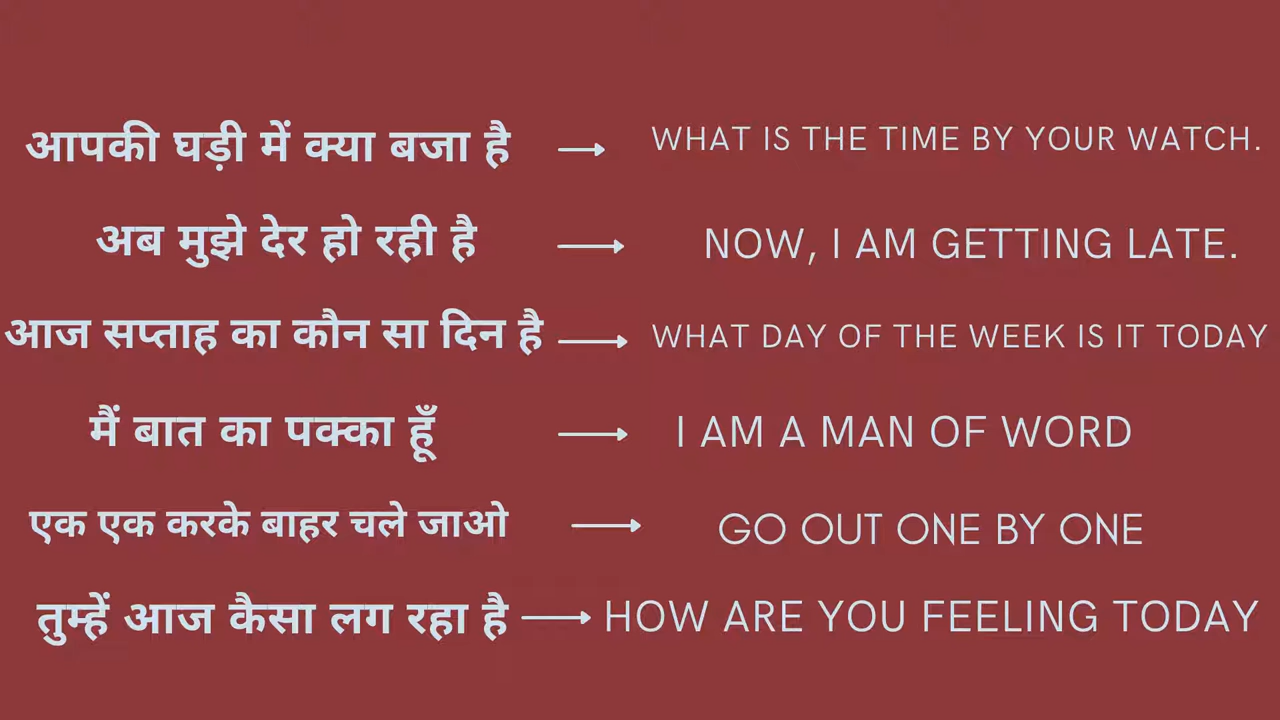 आपकी घड़ी में क्या बजा है → WHAT IS THE TIME BY YOUR WATCH.
अब मुझे देर हो रही है → NOW, I AM GETTING LATE.
आज सप्ताह का कौन सा दिन है → WHAT DAY OF THE WEEK IS IT TODAY
मैं बात का पक्का हूँ → I AM A MAN OF WORD
एक एक करके बाहर चले जाओ → GO OUT ONE BY ONE
तुम्हें आज कैसा लग रहा है → HOW ARE YOU FEELING TODAY